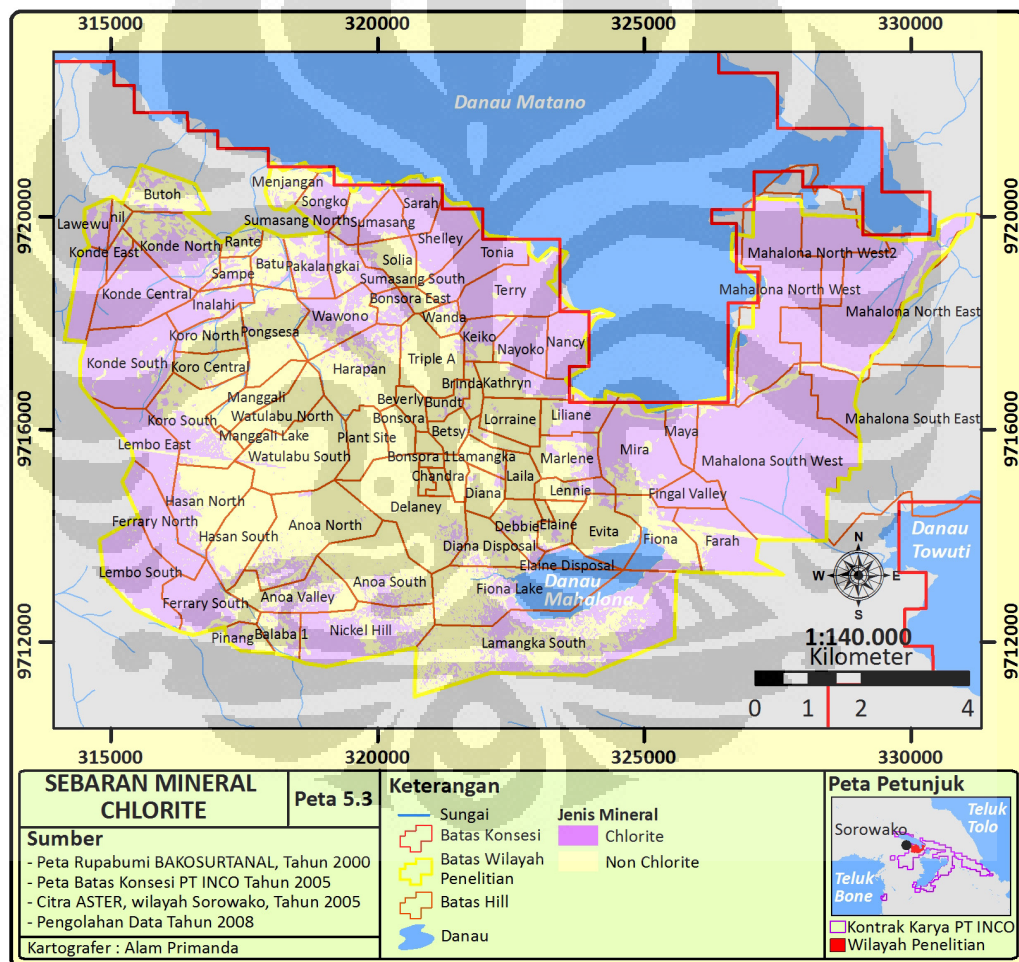 315000 320000 325000 330000
9720000
9716000
9712000
9720000
9716000
9712000
Danau Matano
Butoh
Menjangan
Songko
Sarah
Lawewu
nil
Sumasang North
Sumasang
Konde East
Konde North
Rante
Shelley
Batu
Pakalangkai
Solia
Tonia
Mahalona North West2
Sampe
Sumasang South
Konde Central
Inalahi
Bonsora East
Terry
Mahalona North West
Wawono
Wanda
Mahalona North East
Koro North
Pongsesa
Keiko
Nayoko
Nancy
Konde South
Koro Central
Harapan
Triple A
Brinda
Kathryn
Manggali
Beverly
Bundt
Koro South
Watulabu North
Bonsora
Lorraine
Liliane
Mahalona South East
Lembo East
Manggali Lake
Plant Site
Betsy
Maya
Watulabu South
Bonsora 1
Lamangka
Marlene
Mira
Mahalona South West
Chandra
Laila
Hasan North
Diana
Lennie
Fingal Valley
Delaney
Ferrary North
Anoa North
Debbie
Elaine
Evita
Hasan South
Diana Disposal
Fiona
Farah
Danau
Towuti
Lembo South
Elaine Disposal
Anoa South
Fiona Lake
Danau
Mahalona
Ferrary South
Anoa Valley
Pinang
Balaba 1
Nickel Hill
Lamangka South
N
W E
S
1:140.000
Kilometer
0 1 2 4
315000 320000 325000 330000
SEBARAN MINERAL
CHLORITE
Peta 5.3
Sumber
- Peta Rupabumi BAKOSURTANAL, Tahun 2000
- Peta Batas Konsesi PT INCO Tahun 2005
- Citra ASTER, wilayah Sorowako, Tahun 2005
- Pengolahan Data Tahun 2008
Kartografer : Alam Primanda
Keterangan
Sungai
Batas Konsesi
Batas Wilayah
Penelitian
Batas Hill
Danau
Jenis Mineral
Chlorite
Non Chlorite
Peta Petunjuk
Teluk
Tolo
Sorowako
Teluk
Bone
Kontrak Karya PT INCO
Wilayah Penelitian